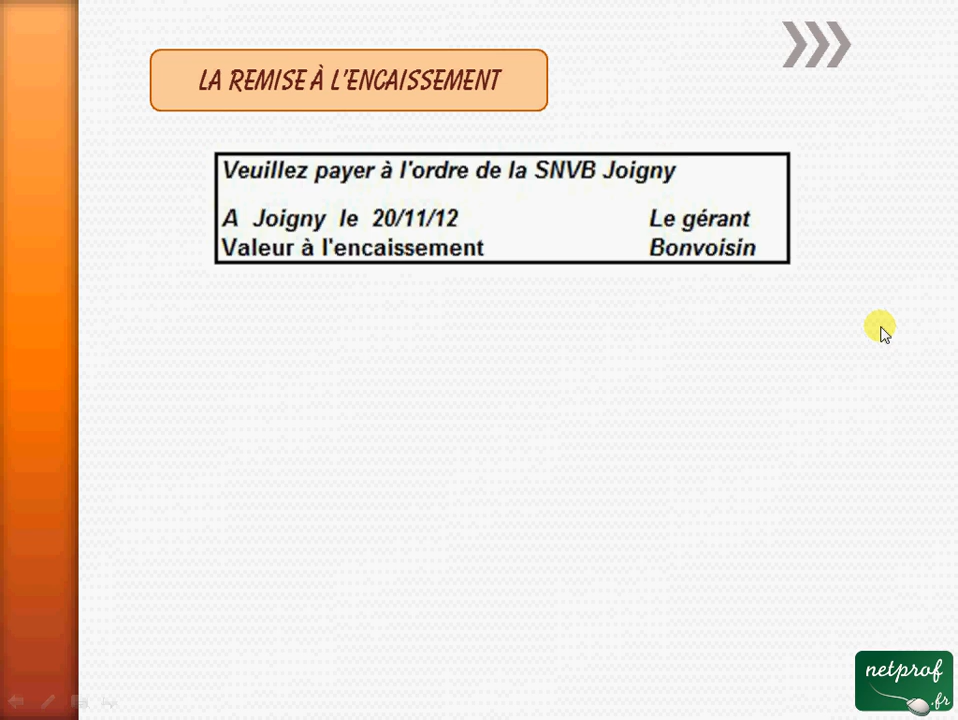 LA REMISE À L'ENCAISSEMENT
Veuillez payer à l'ordre de la SNVB Joigny
A Joigny le 20/11/12 Le gérant
Valeur à l'encaissement Bonvoisin
netprof
.fr